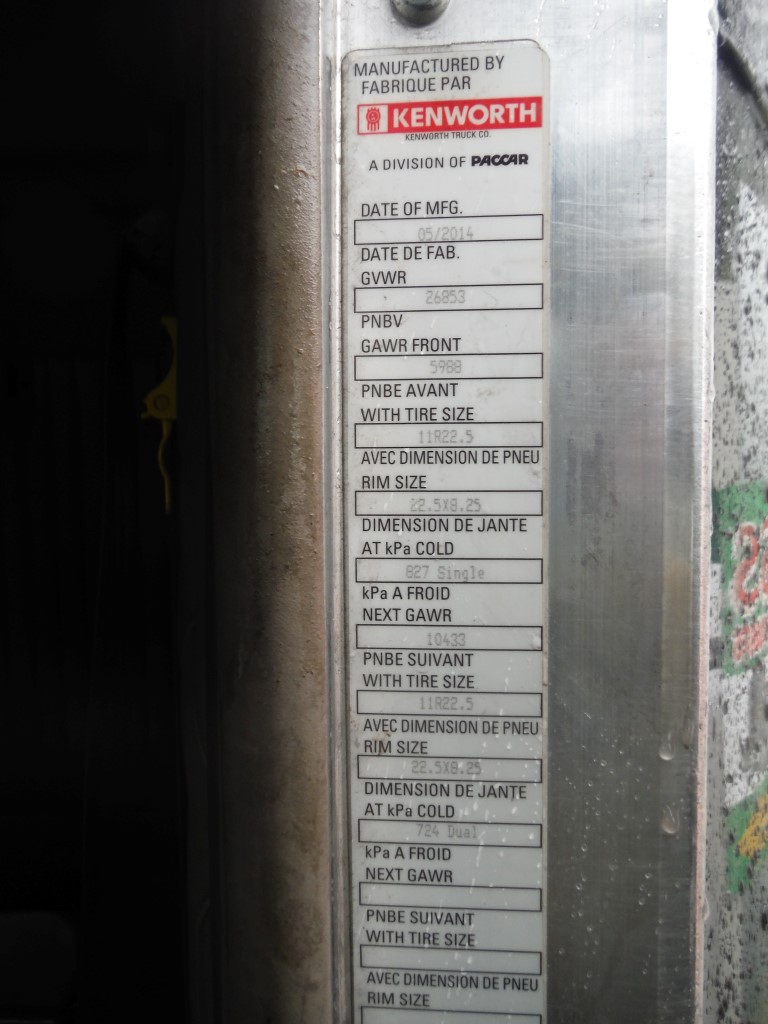 MANUFACTURED BY
FABRIQUE PAR
KENWORTH
KENWORTH TRUCK CO.
A DIVISION OF PACCAR
DATE OF MFG.
05/2014
DATE DE FAB.
GVWR
26853
PNBV
GAWR FRONT
5988
PNBE AVANT
WITH TIRE SIZE
11R22.5
AVEC DIMENSION DE PNEU
RIM SIZE
22.5X8.25
DIMENSION DE JANTE
AT kPa COLD
827 Single
kPa A FROID
NEXT GAWR
10433
PNBE SUIVANT
WITH TIRE SIZE
11R22.5
AVEC DIMENSION DE PNEU
RIM SIZE
22.5X8.25
DIMENSION DE JANTE
AT kPa COLD
724 Dual
kPa A FROID
NEXT GAWR
PNBE SUIVANT
WITH TIRE SIZE
AVEC DIMENSION DE PNEU
RIM SIZE